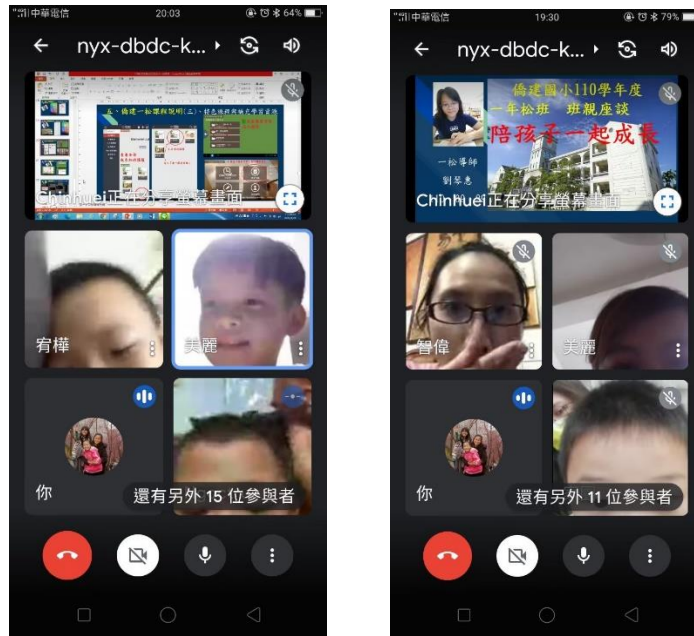 中華電信
20:03
64%
nyx-dbdc-k...
Chinhuei正在分享螢幕畫面
宥樺
美麗
你
還有另外 15 位參與者
中華電信
19:30
79%
nyx-dbdc-k...
僑建國小110學年度
一年松班 班親座談
陪孩子一起成長
一松導師
劉琴惠
Chinhuei正在分享螢幕畫面
智偉
美麗
你
還有另外 11 位參與者